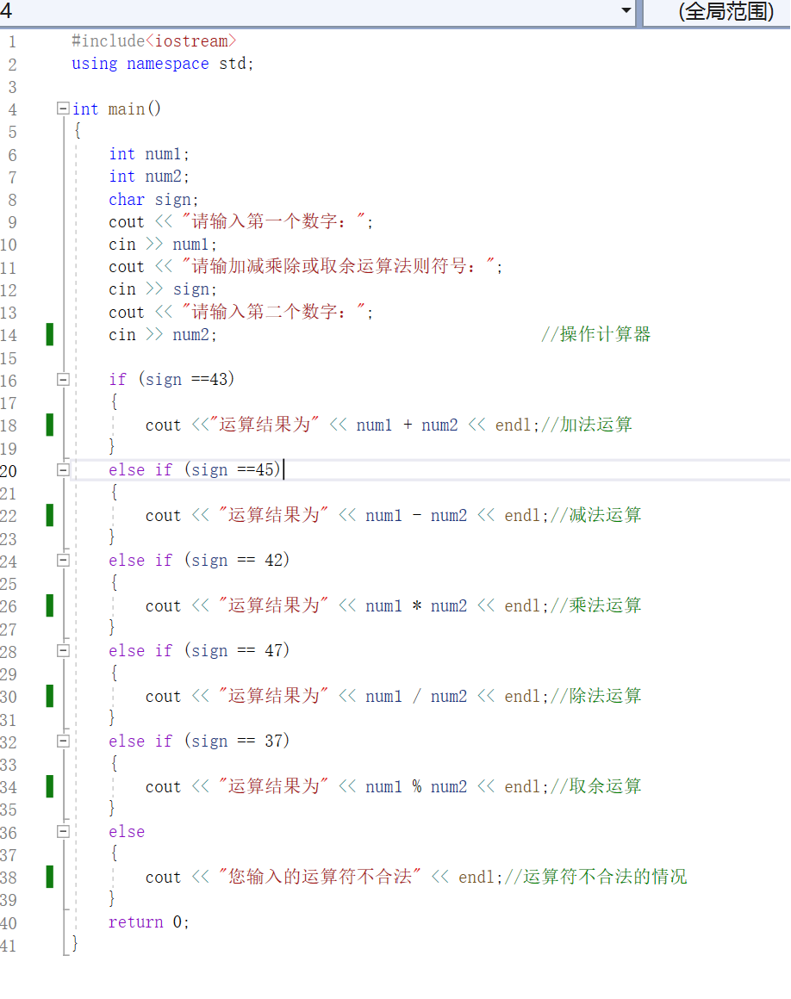 4 (全局范围)
1 #include<iostream>
2 using namespace std;
3
4 int main()
5 {
6 int num1;
7 int num2;
8 char sign;
9 cout << "请输入第一个数字：";
10 cin >> num1;
11 cout << "请输加减乘除或取余运算法则符号：";
12 cin >> sign;
13 cout << "请输入第二个数字：";
14 cin >> num2; //操作计算器
15
16 if (sign ==43)
17 {
18 cout <<"运算结果为" << num1 + num2 << endl;//加法运算
19 }
20 else if (sign ==45)
21 {
22 cout << "运算结果为" << num1 - num2 << endl;//减法运算
23 }
24 else if (sign == 42)
25 {
26 cout << "运算结果为" << num1 * num2 << endl;//乘法运算
27 }
28 else if (sign == 47)
29 {
30 cout << "运算结果为" << num1 / num2 << endl;//除法运算
31 }
32 else if (sign == 37)
33 {
34 cout << "运算结果为" << num1 % num2 << endl;//取余运算
35 }
36 else
37 {
38 cout << "您输入的运算符不合法" << endl;//运算符不合法的情况
39 }
40 return 0;
41 }